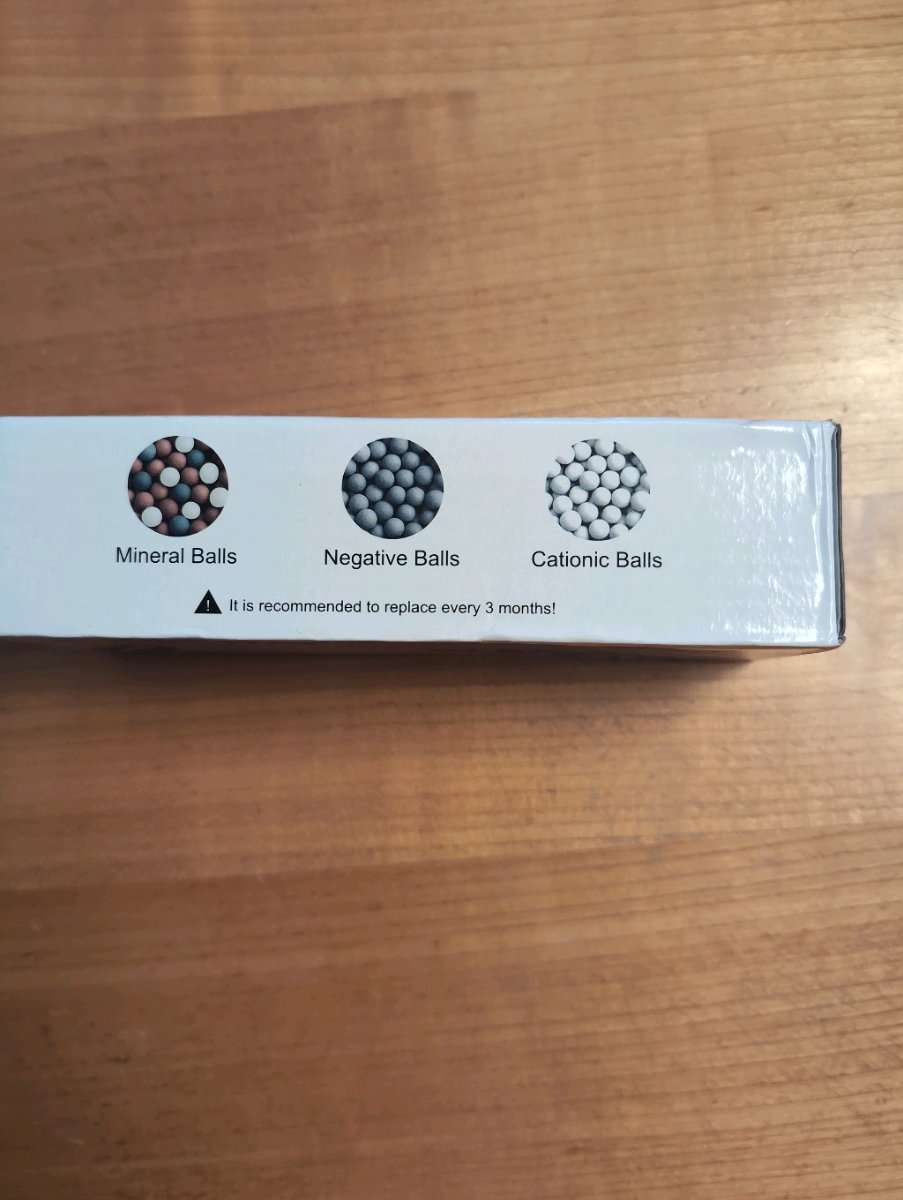 Mineral Balls
Negative Balls
Cationic Balls
It is recommended to replace every 3 months!